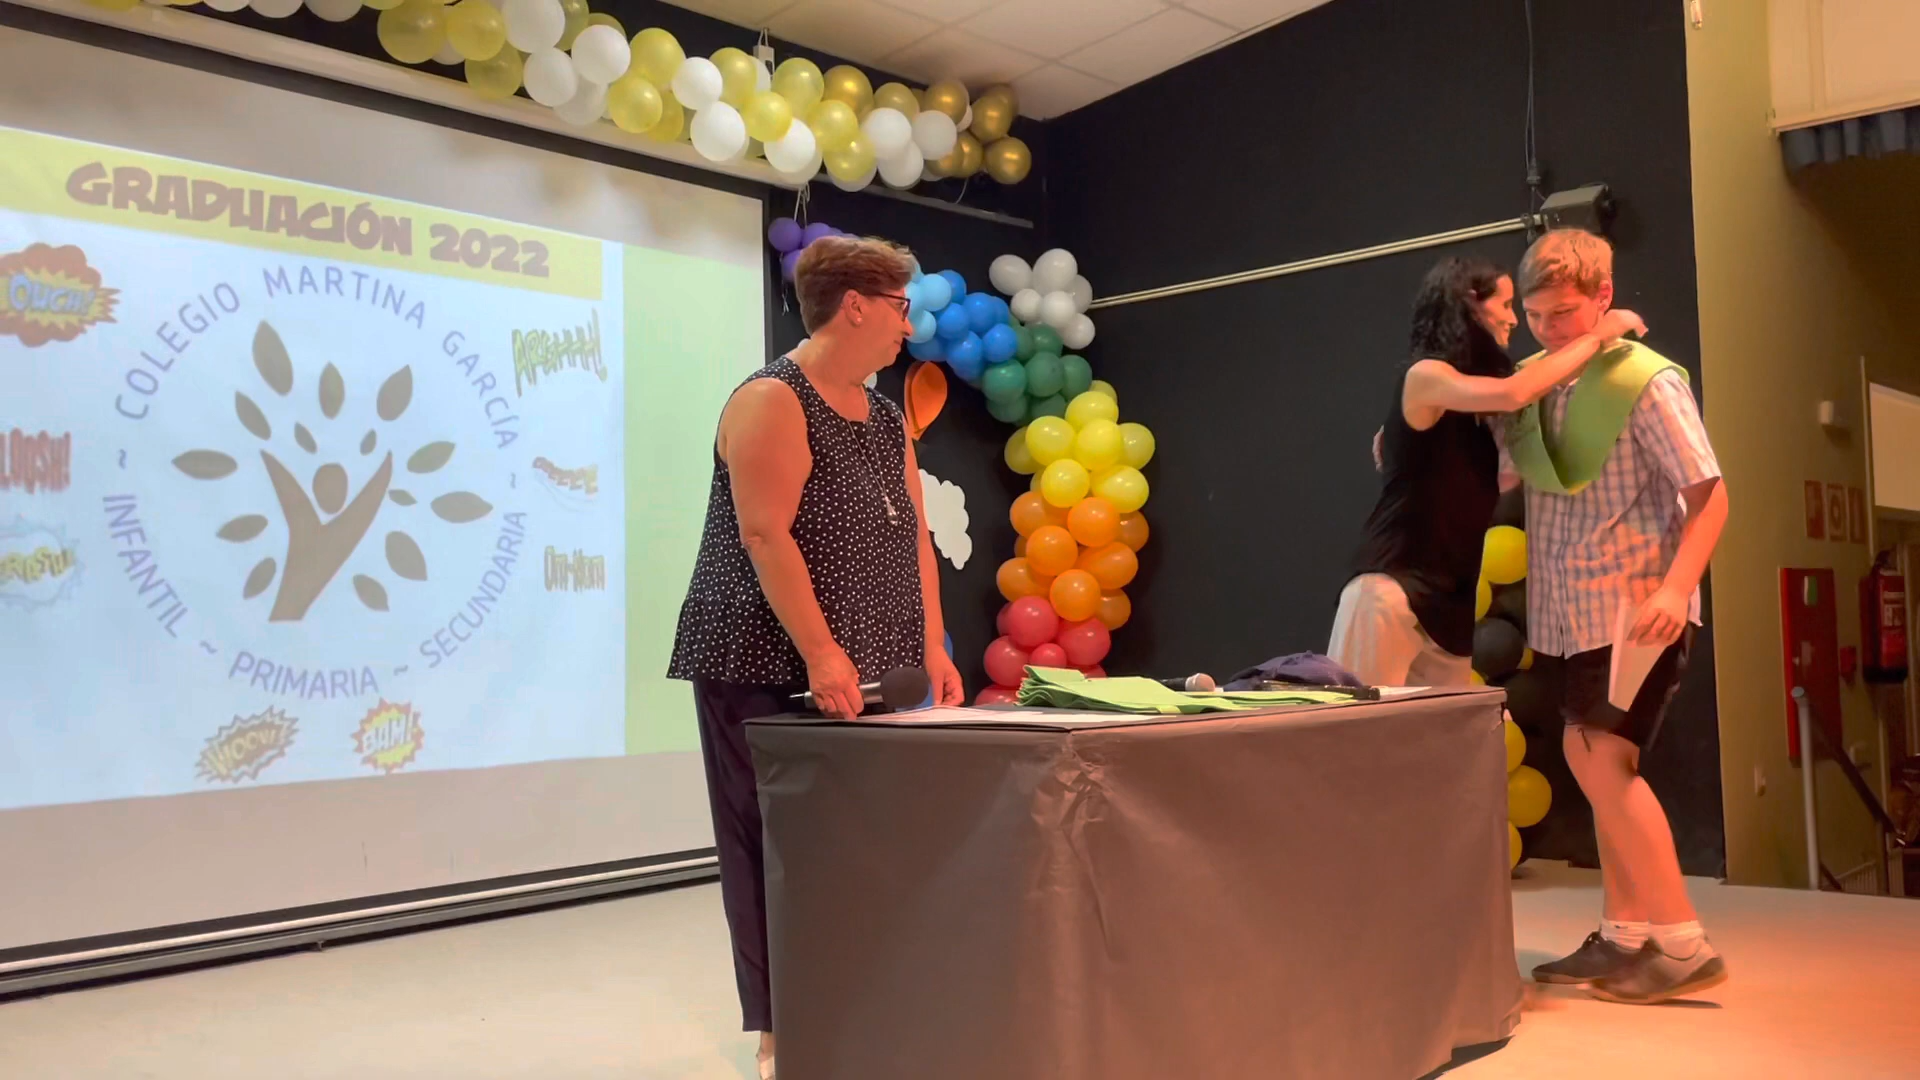 GRADUACIÓN 2022
COLEGIO MARTINA GARCÍA
~ INFANTIL ~ PRIMARIA ~ SECUNDARIA ~
OUCH!
BAM!